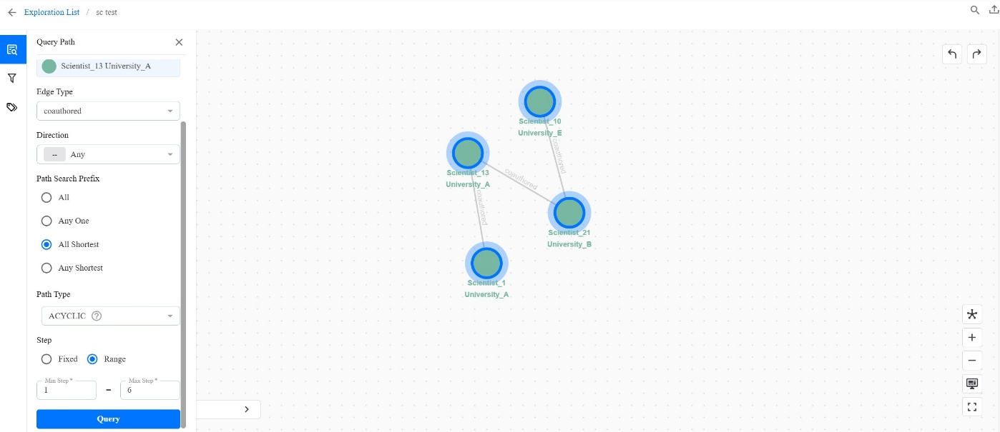 Exploration List / sc test
Query Path
Scientist_13 University_A
Edge Type
coauthored
Direction
-- Any
Path Search Prefix
All
Any One
All Shortest
Any Shortest
Path Type
ACYCLIC ?
Step
Fixed Range
Min Step * Max Step *
1 – 6
Query
Scientist_10
University_E
coauthored
Scientist_13
University_A
coauthored
coauthored
Scientist_21
University_B
Scientist_1
University_A